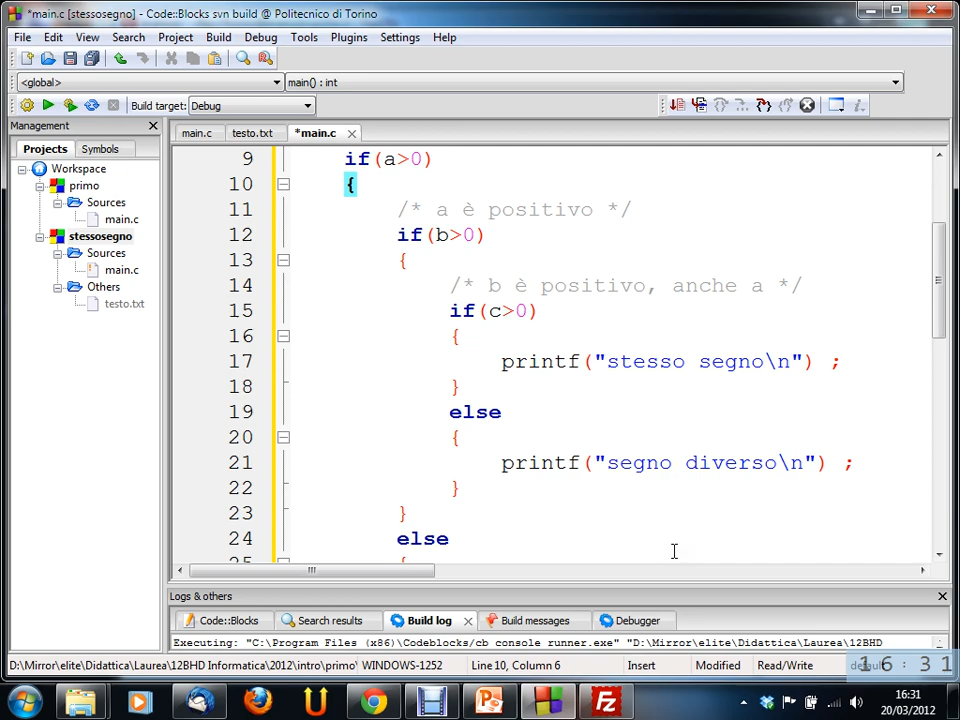 *main.c [stessosegno] - Code::Blocks svn build @ Politecnico di Torino
File Edit View Search Project Build Debug Tools Plugins Settings Help
<global> main() : int
Build target: Debug
Management
Projects Symbols
Workspace
primo
Sources
main.c
stessosegno
Sources
main.c
Others
testo.txt
main.c testo.txt *main.c
9 if(a>0)
10 {
11 /* a è positivo */
12 if(b>0)
13 {
14 /* b è positivo, anche a */
15 if(c>0)
16 {
17 printf("stesso segno\n") ;
18 }
19 else
20 {
21 printf("segno diverso\n") ;
22 }
23 }
24 else
25 {
Logs & others
Code::Blocks Search results Build log Build messages Debugger
Executing: "C:\Program Files (x86)\Codeblocks/cb_console_runner.exe" "D:\Mirror\elite\Didattica\Laurea\12BHD
D:\Mirror\elite\Didattica\Laurea\12BHD Informatica\2012\intro\primo\ WINDOWS-1252 Line 10, Column 6 Insert Modified Read/Write default
16:31
16:31
20/03/2012